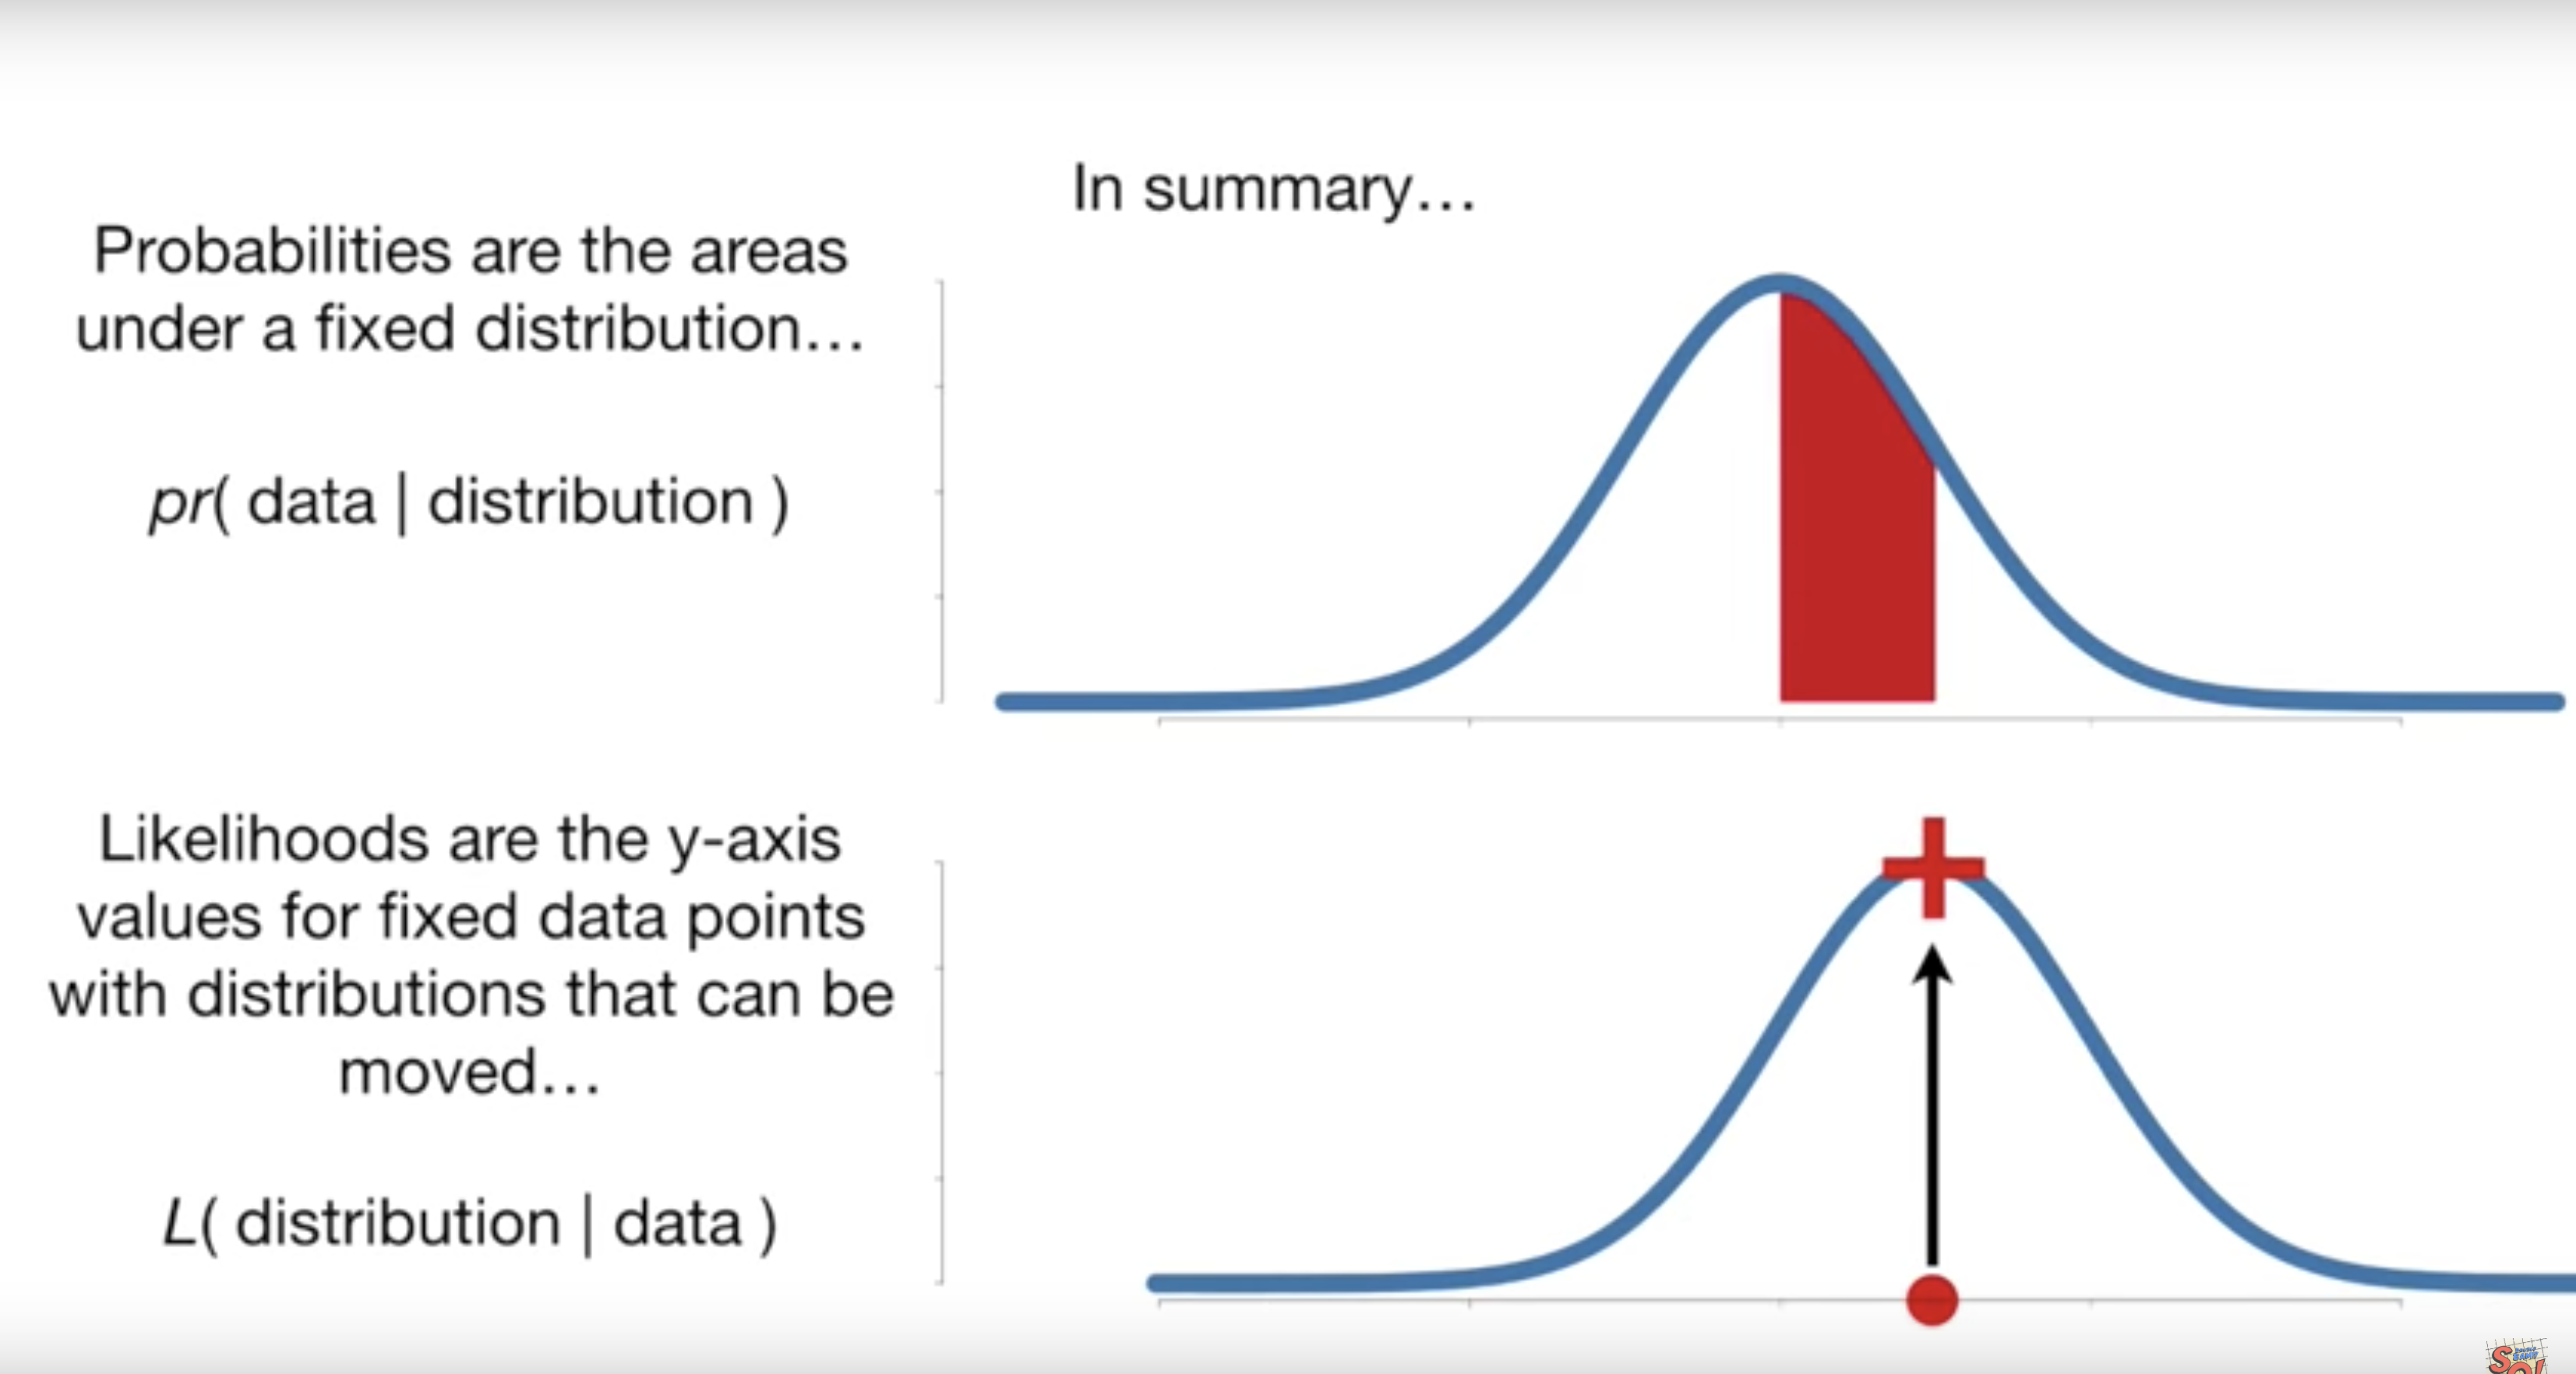 In summary…
Probabilities are the areas
under a fixed distribution…
pr( data | distribution )
Likelihoods are the y-axis
values for fixed data points
with distributions that can be
moved…
L( distribution | data )